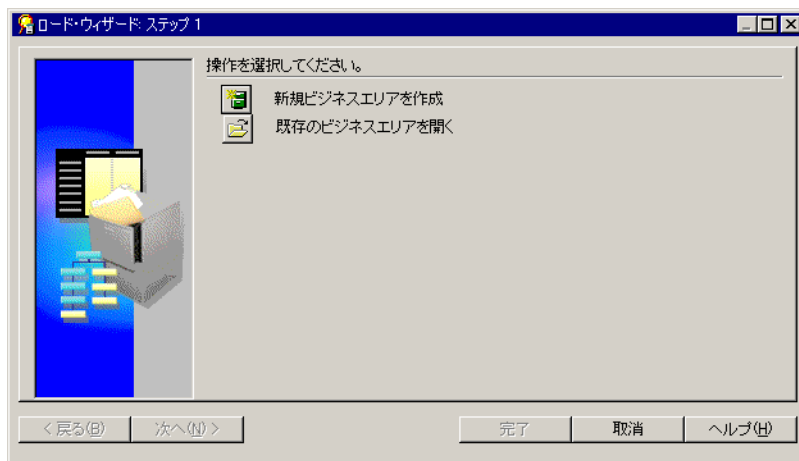 ロード・ウィザード: ステップ 1
操作を選択してください。
新規ビジネスエリアを作成
既存のビジネスエリアを開く
< 戻る(B)
次へ(N) >
完了
取消
ヘルプ(H)